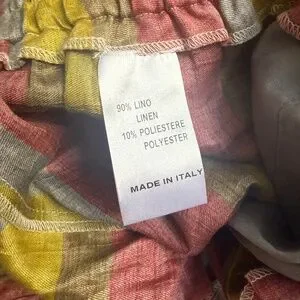 90% LINO
LINEN
10% POLIESTERE
POLYESTER
MADE IN ITALY